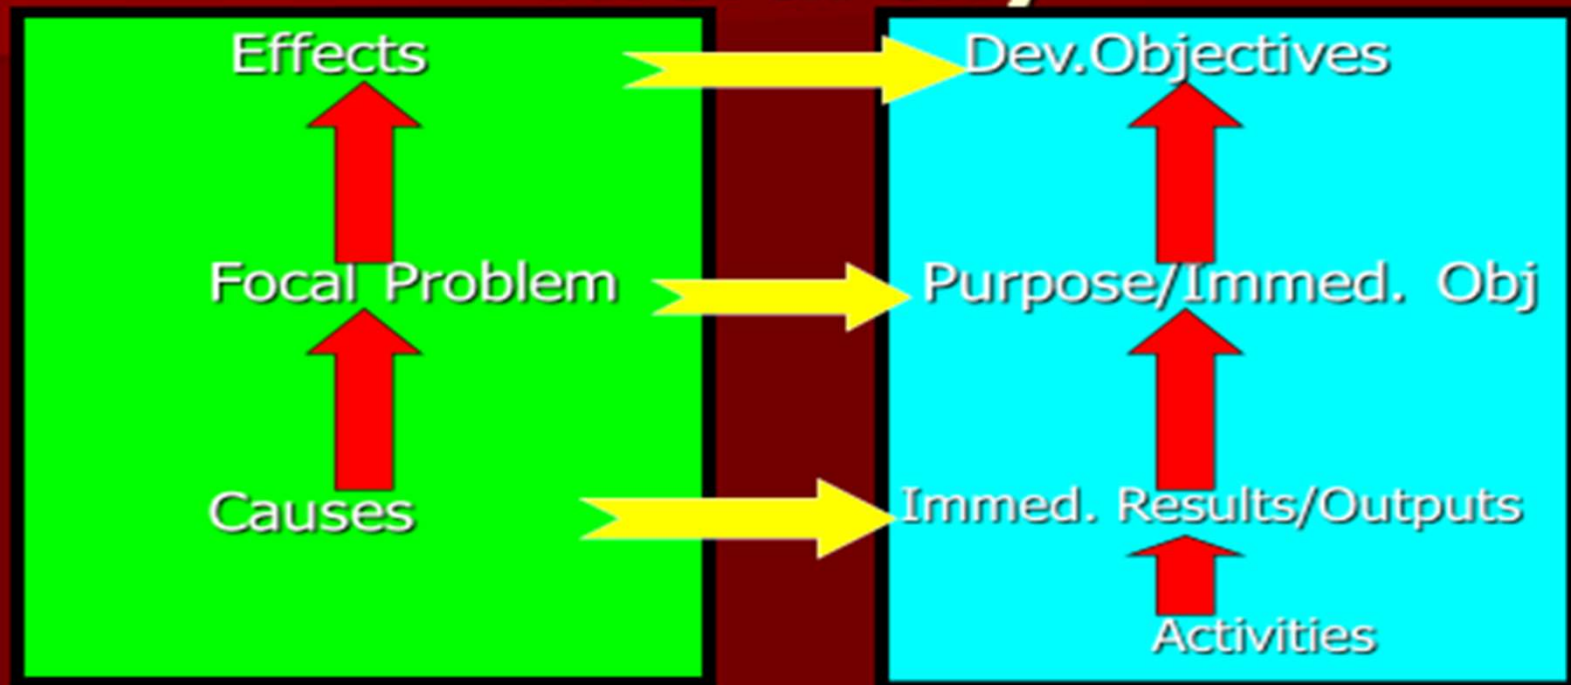 Effects
Dev.Objectives
Focal Problem
Purpose/Immed. Obj
Causes
Immed. Results/Outputs
Activities